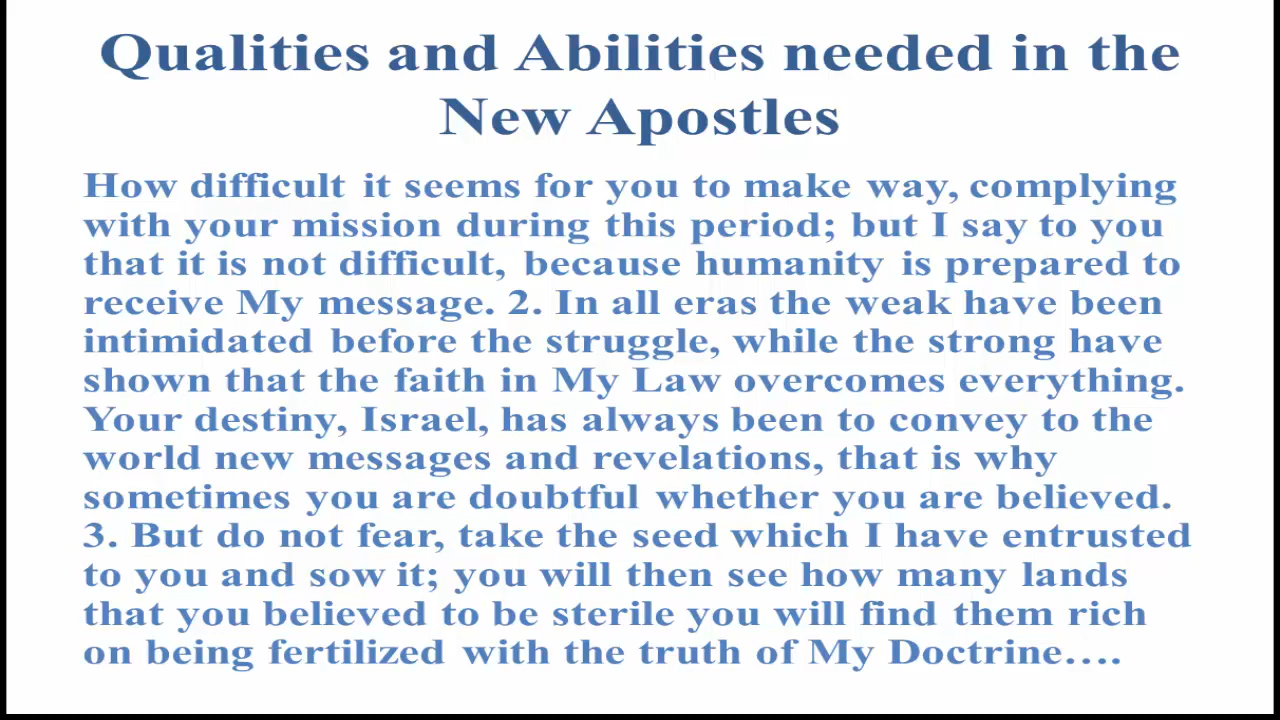 Qualities and Abilities needed in the
New Apostles
How difficult it seems for you to make way, complying
with your mission during this period; but I say to you
that it is not difficult, because humanity is prepared to
receive My message. 2. In all eras the weak have been
intimidated before the struggle, while the strong have
shown that the faith in My Law overcomes everything.
Your destiny, Israel, has always been to convey to the
world new messages and revelations, that is why
sometimes you are doubtful whether you are believed.
3. But do not fear, take the seed which I have entrusted
to you and sow it; you will then see how many lands
that you believed to be sterile you will find them rich
on being fertilized with the truth of My Doctrine….